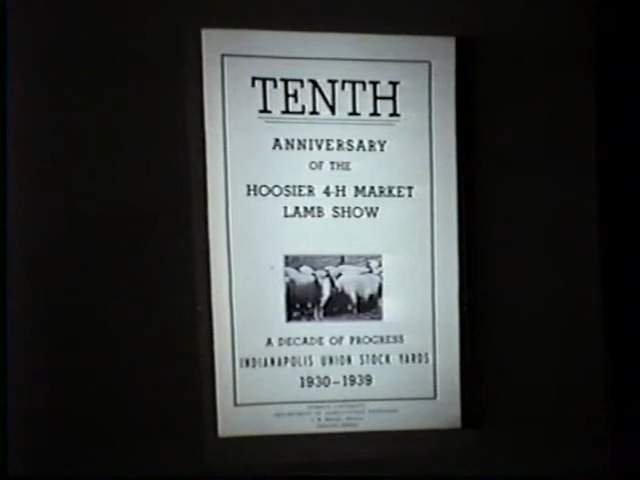 TENTH
ANNIVERSARY
OF THE
HOOSIER 4-H MARKET
LAMB SHOW
A DECADE OF PROGRESS
INDIANAPOLIS UNION STOCK YARDS
1930-1939